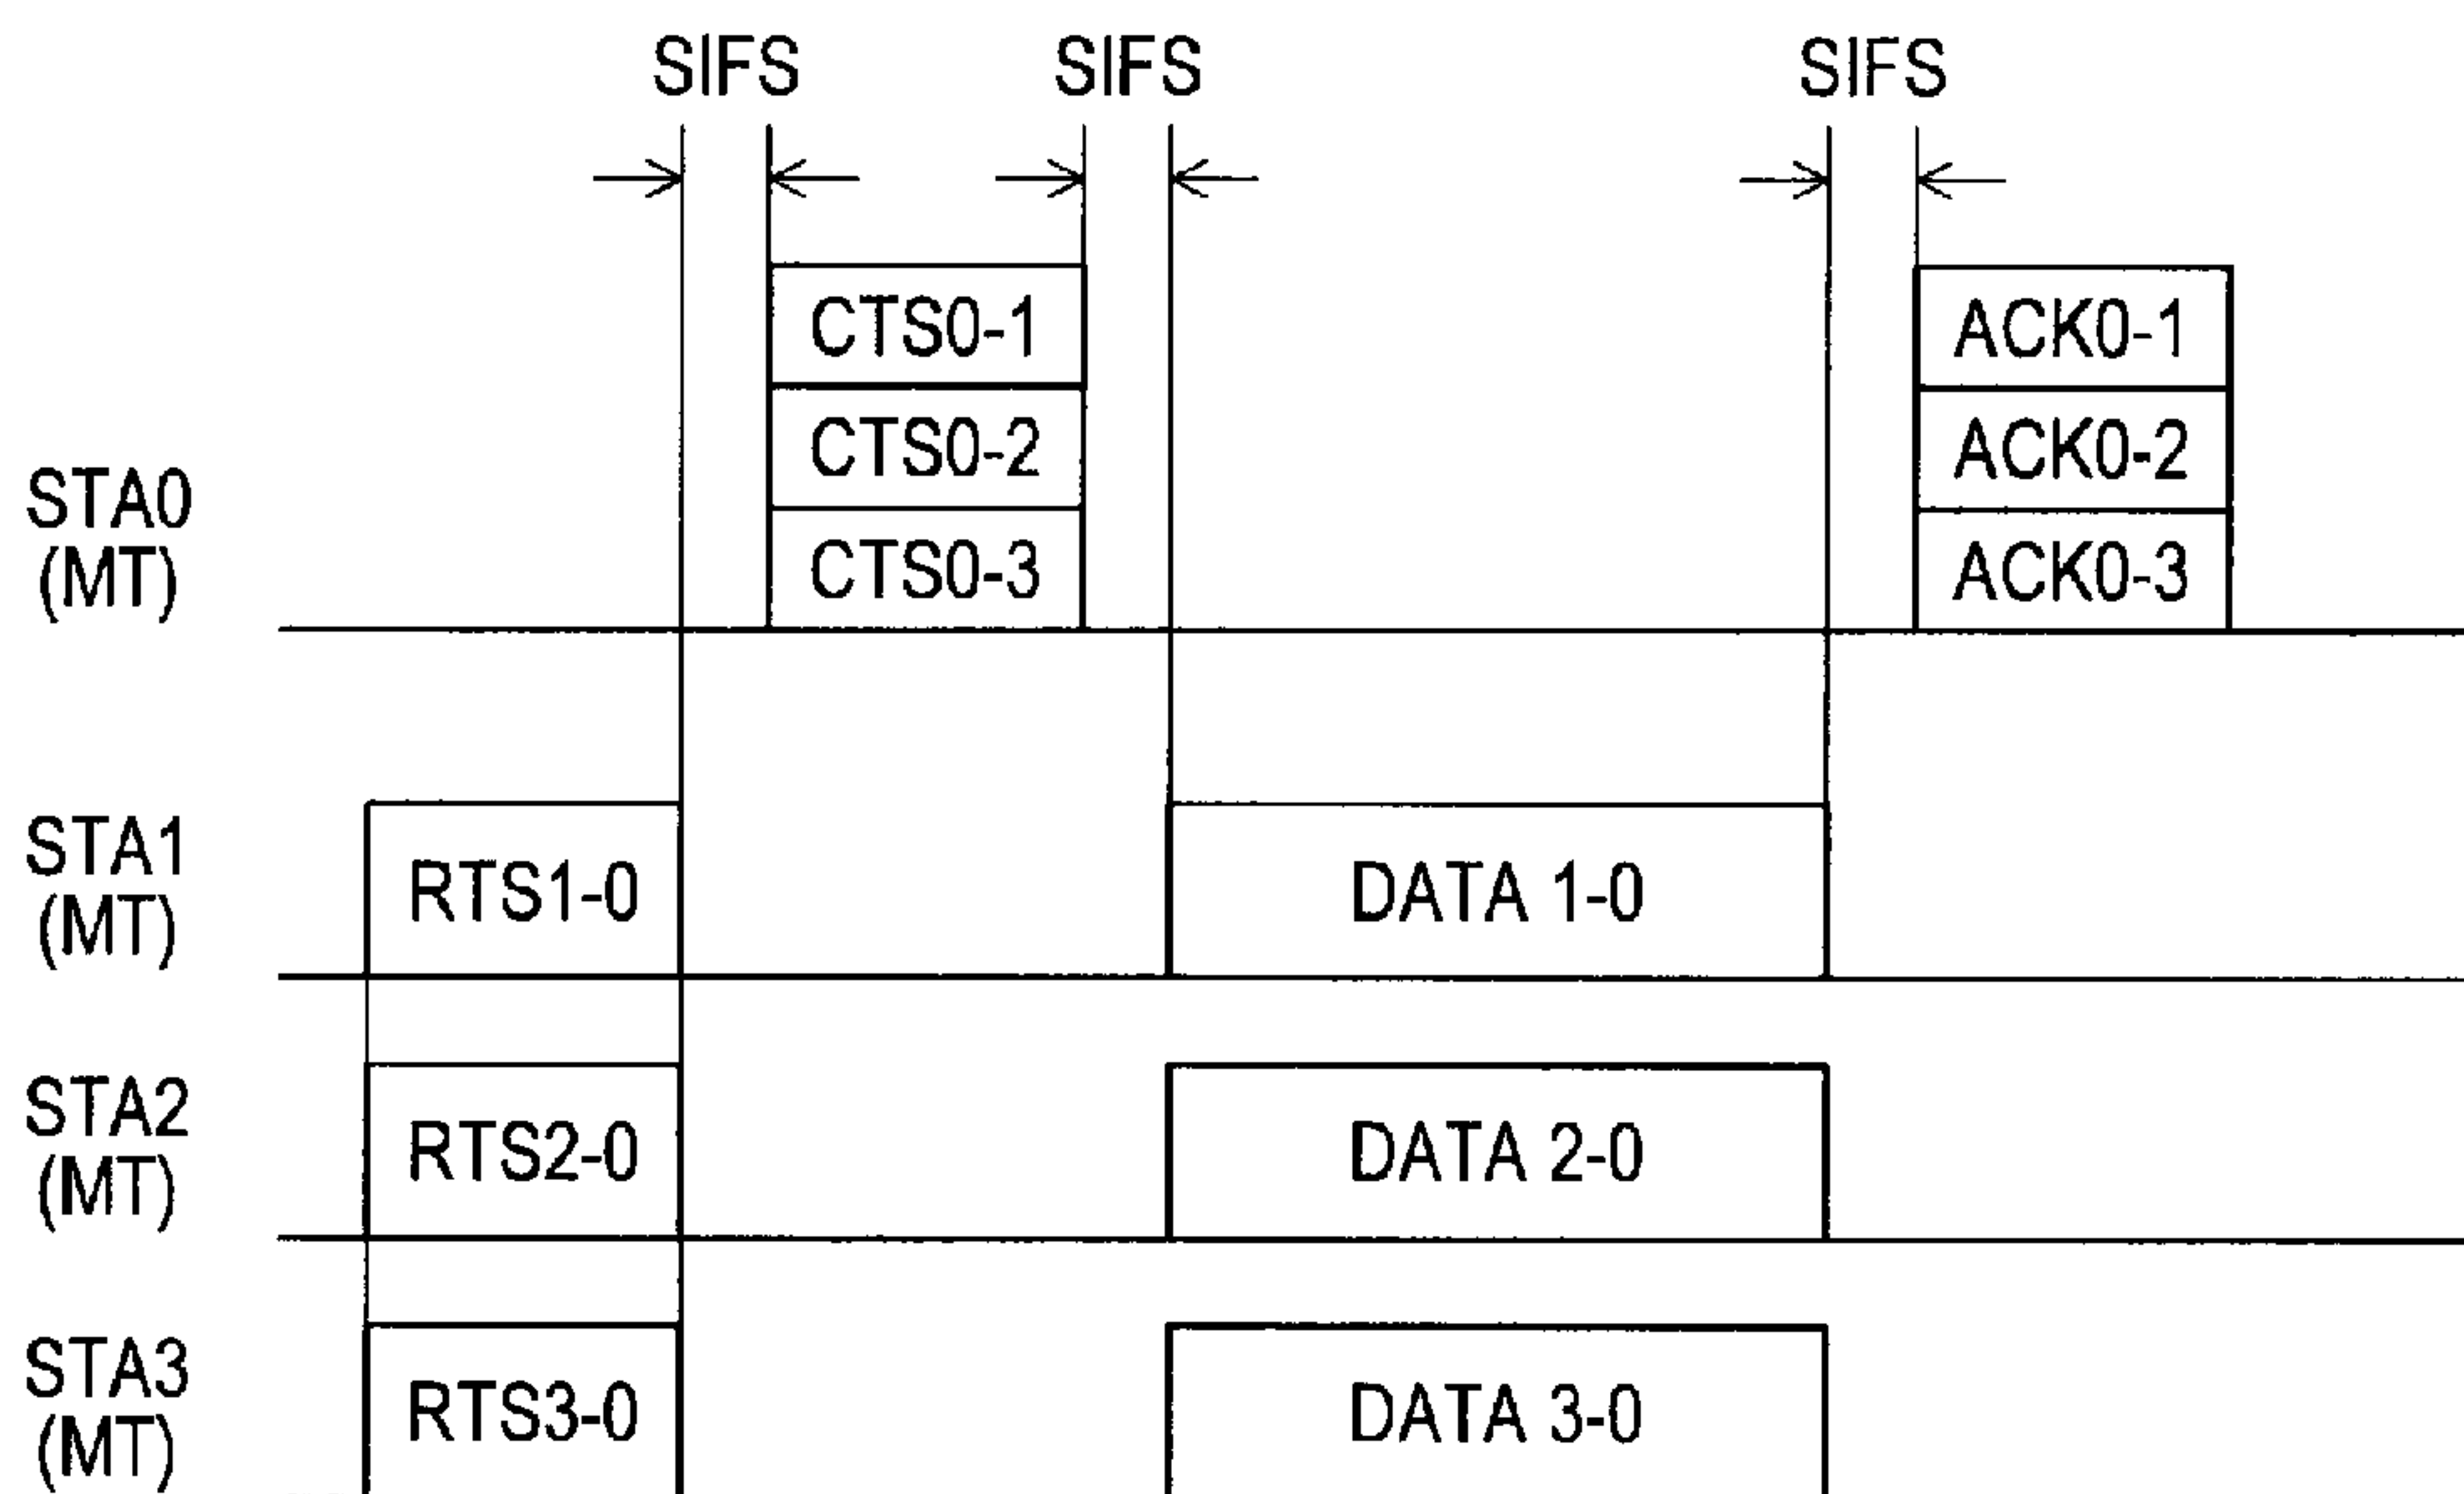 SIFS SIFS SIFS
CTS0-1 ACK0-1
CTS0-2 ACK0-2
STA0
(MT)
CTS0-3 ACK0-3
STA1
(MT)
RTS1-0 DATA 1-0
STA2
(MT)
RTS2-0 DATA 2-0
STA3
(MT)
RTS3-0 DATA 3-0